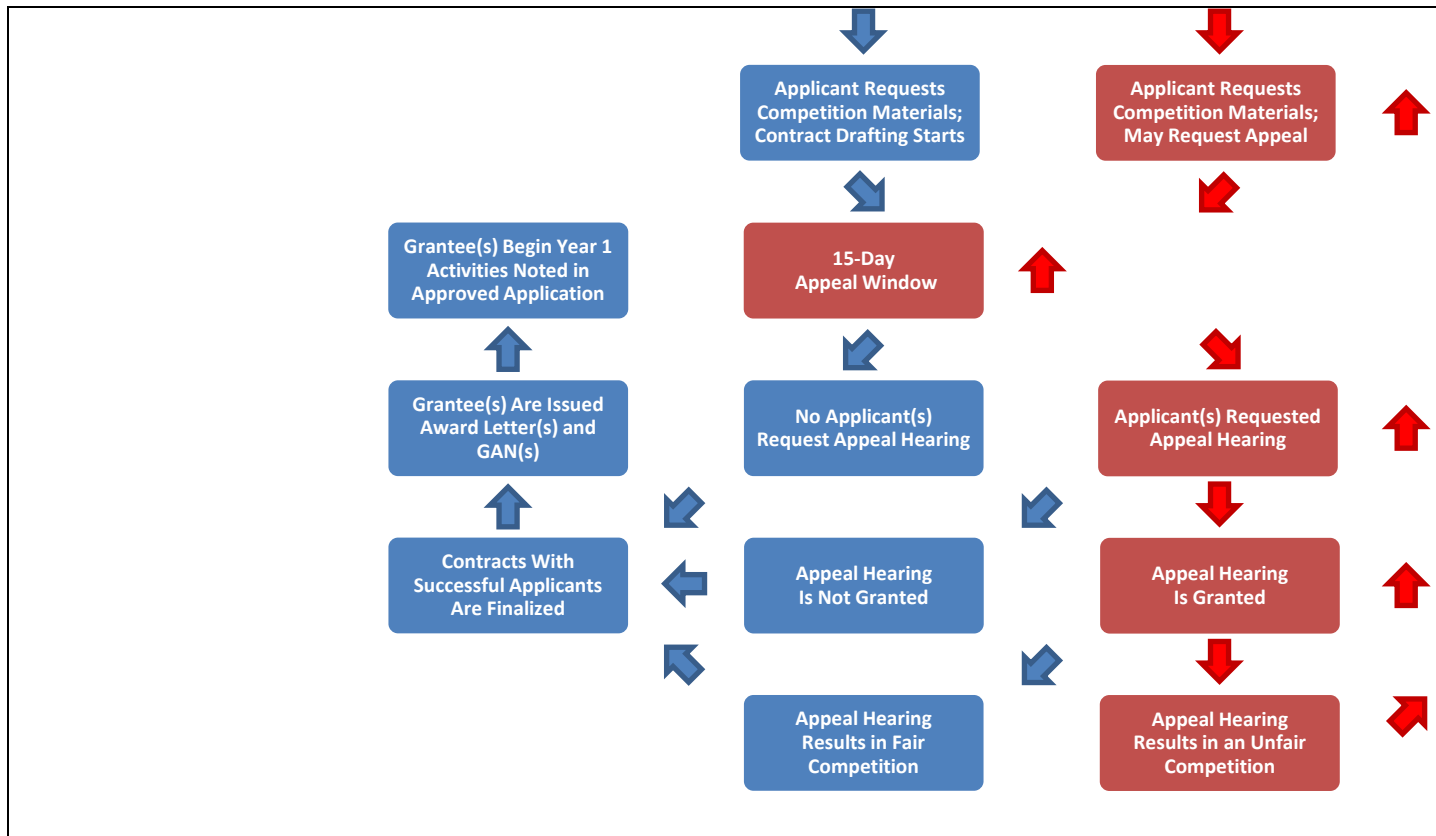 Applicant Requests
Competition Materials;
Contract Drafting Starts
Applicant Requests
Competition Materials;
May Request Appeal
Grantee(s) Begin Year 1
Activities Noted in
Approved Application
15-Day
Appeal Window
Grantee(s) Are Issued
Award Letter(s) and
GAN(s)
No Applicant(s)
Request Appeal Hearing
Applicant(s) Requested
Appeal Hearing
Contracts With
Successful Applicants
Are Finalized
Appeal Hearing
Is Not Granted
Appeal Hearing
Is Granted
Appeal Hearing
Results in Fair
Competition
Appeal Hearing
Results in an Unfair
Competition